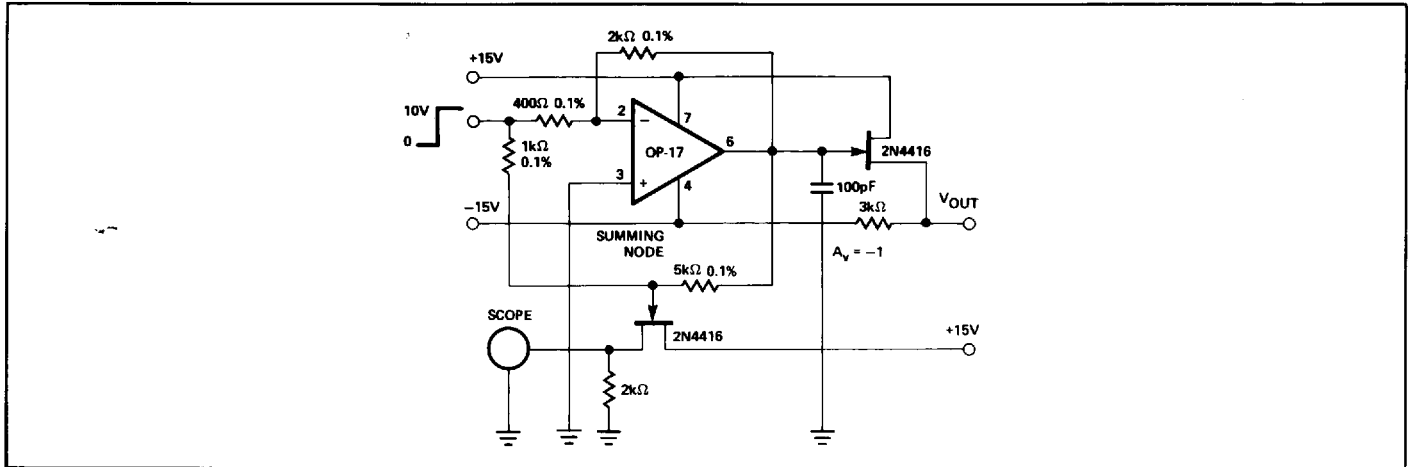 2kΩ 0.1%
+15V
10V
400Ω 0.1%
2
−
7
0
1kΩ
0.1%
OP-17
6
2N4416
3
+
4
100pF
−15V
3kΩ
VOUT
SUMMING
NODE
Av = −1
5kΩ 0.1%
SCOPE
2N4416
+15V
2kΩ